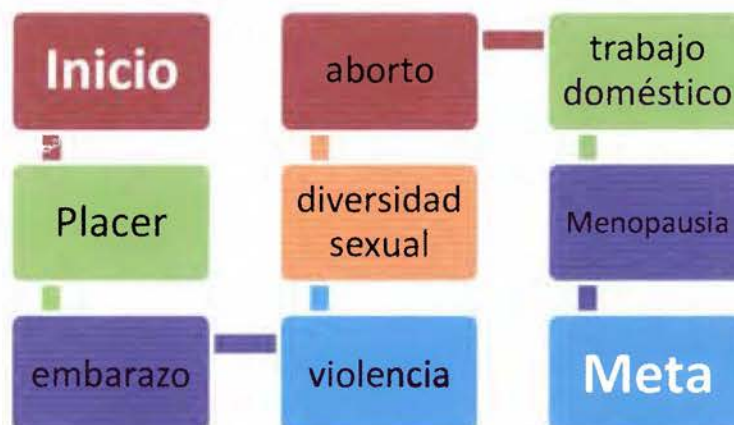 Inicio
Placer
embarazo
violencia
diversidad
sexual
aborto
trabajo
doméstico
Menopausia
Meta